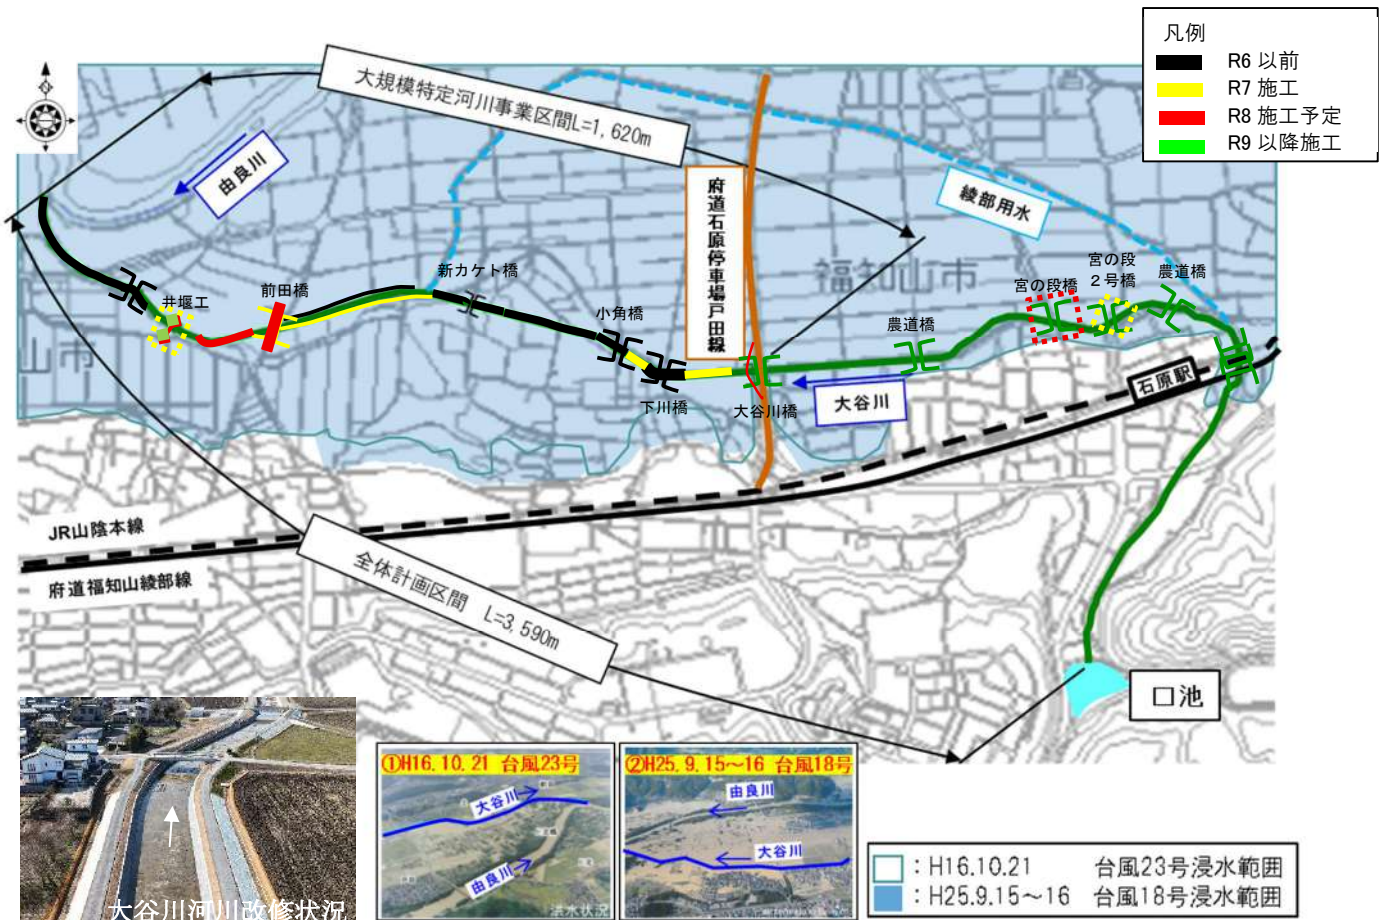 凡例
R6 以前
R7 施工
R8 施工予定
R9 以降施工
大規模特定河川事業区間L=1,620m
由良川
府道石原停車場戸田線
綾部用水
福知山市
新カケト橋
前田橋
井堰工
小角橋
下川橋
大谷川橋
大谷川
農道橋
宮の段橋
宮の段
2号橋
農道橋
石原駅
山市
JR山陰本線
府道福知山綾部線
全体計画区間 L=3,590m
口池
大谷川河川改修状況
①H16.10.21 台風23号
大谷川
由良川
浸水状況
②H25.9.15～16 台風18号
由良川
大谷川
：H16.10.21 台風23号浸水範囲
：H25.9.15～16 台風18号浸水範囲